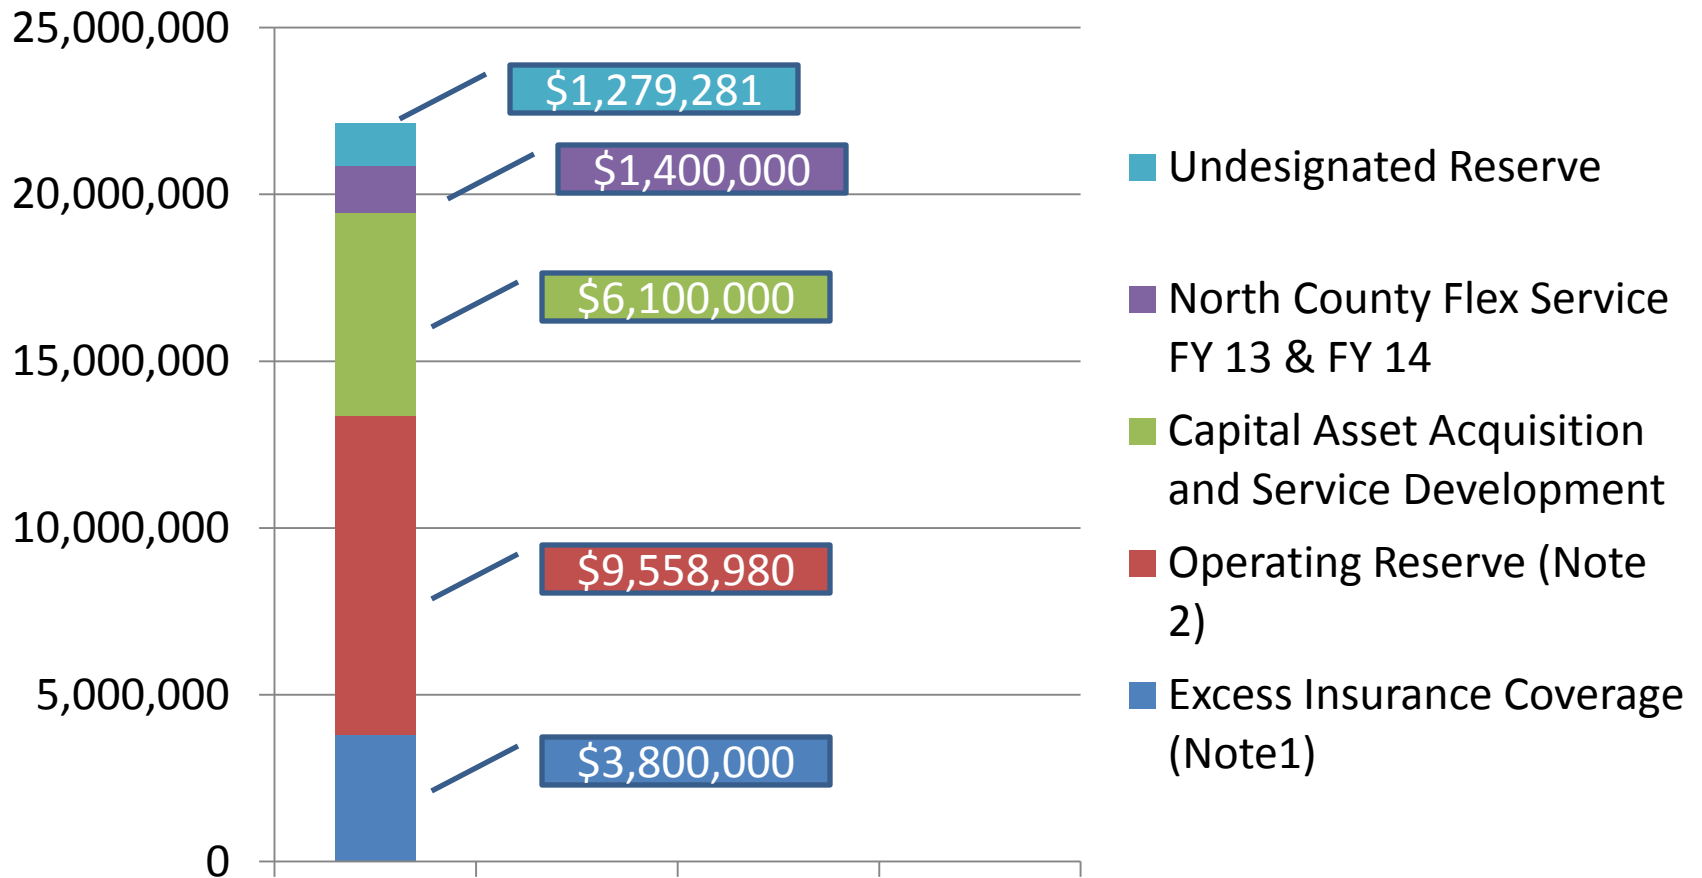 25,000,000
20,000,000
15,000,000
10,000,000
5,000,000
0
$1,279,281
$1,400,000
$6,100,000
$9,558,980
$3,800,000
Undesignated Reserve
North County Flex Service
FY 13 & FY 14
Capital Asset Acquisition
and Service Development
Operating Reserve (Note
2)
Excess Insurance Coverage
(Note1)